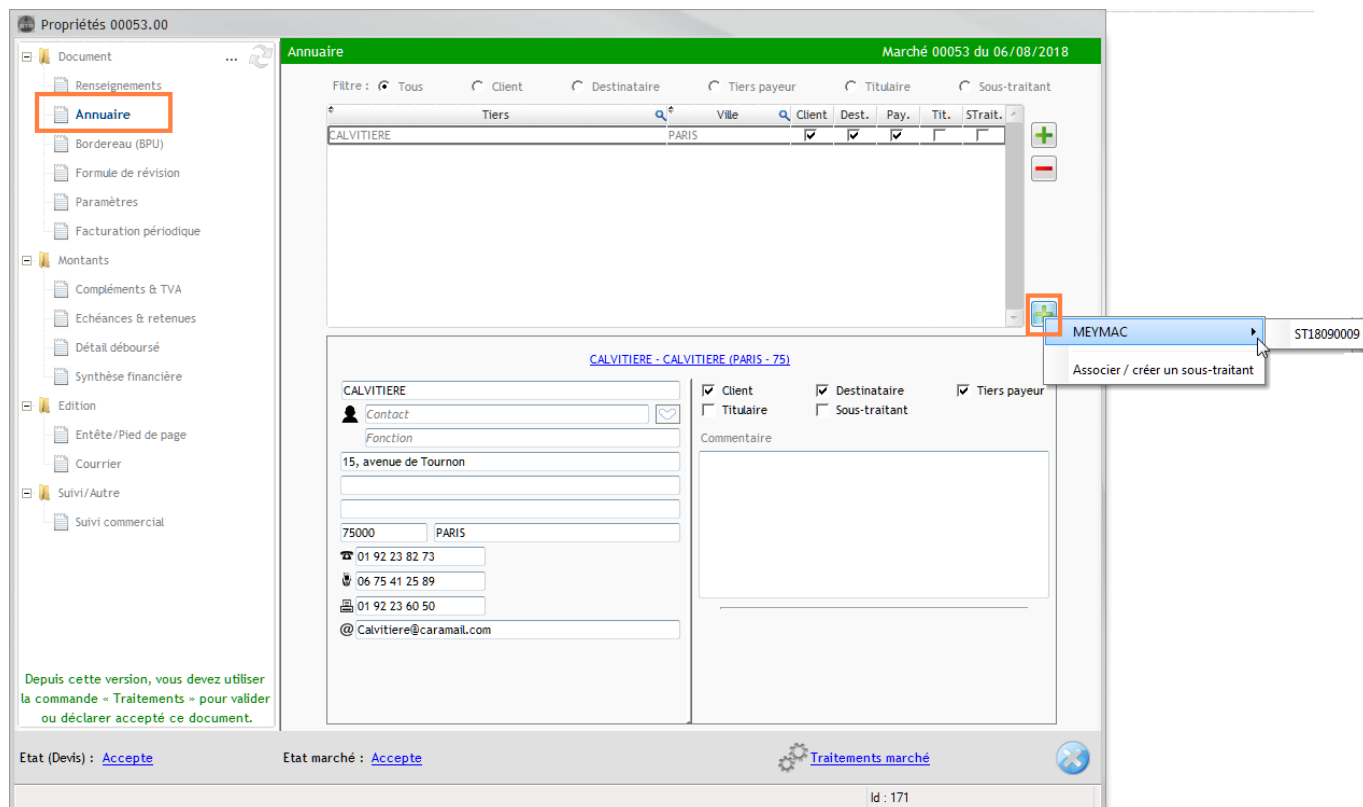 Propriétés 00053.00
Document ...
Renseignements
Annuaire
Bordereau (BPU)
Formule de révision
Paramètres
Facturation périodique
Montants
Compléments & TVA
Echéances & retenues
Détail déboursé
Synthèse financière
Edition
Entête/Pied de page
Courrier
Suivi/Autre
Suivi commercial
Depuis cette version, vous devez utiliser
la commande « Traitements » pour valider
ou déclarer accepté ce document.
Annuaire Marché 00053 du 06/08/2018
Filtre : Tous Client Destinataire Tiers payeur Titulaire Sous-traitant
Tiers Ville Client Dest. Pay. Tit. STrait.
CALVITIERE PARIS
MEYMAC ST18090009
Associer / créer un sous-traitant
CALVITIERE - CALVITIERE (PARIS - 75)
CALVITIERE
Contact
Fonction
15, avenue de Tournon
75000 PARIS
01 92 23 82 73
06 75 41 25 89
01 92 23 60 50
@ Calvitiere@caramail.com
Client Destinataire Tiers payeur
Titulaire Sous-traitant
Commentaire
Etat (Devis) : Accepte Etat marché : Accepte Traitements marché
Id : 171